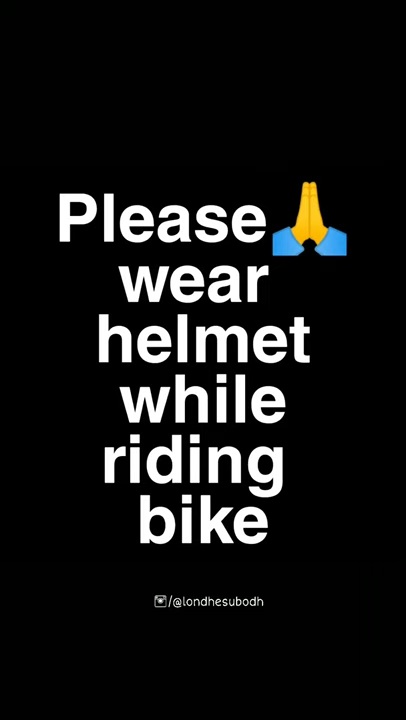 Please🙏
wear
helmet
while
riding
bike
/@londhesubodh